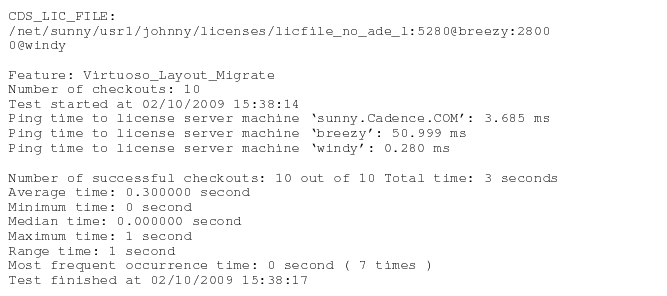 CDS_LIC_FILE:
/net/sunny/usr1/johnny/licenses/licfile_no_ade_1:5280@breezy:2800
0@windy
Feature: Virtuoso_Layout_Migrate
Number of checkouts: 10
Test started at 02/10/2009 15:38:14
Ping time to license server machine ‘sunny.Cadence.COM’: 3.685 ms
Ping time to license server machine ‘breezy’: 50.999 ms
Ping time to license server machine ‘windy’: 0.280 ms
Number of successful checkouts: 10 out of 10 Total time: 3 seconds
Average time: 0.300000 second
Minimum time: 0 second
Median time: 0.000000 second
Maximum time: 1 second
Range time: 1 second
Most frequent occurrence time: 0 second ( 7 times )
Test finished at 02/10/2009 15:38:17